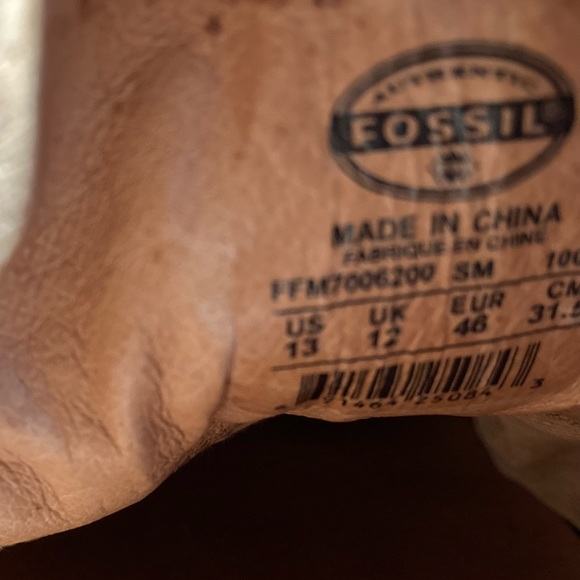 AUTHENTIC
FOSSIL
MADE IN CHINA
FABRIQUE EN CHINE
FFM7006200 SM 100
US UK EUR CM
13 12 46 31.5